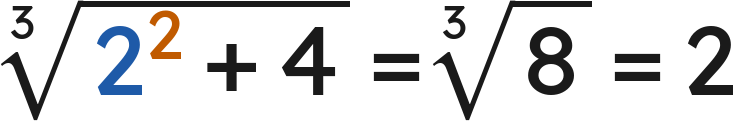 ∛(2² + 4) = ∛8 = 2